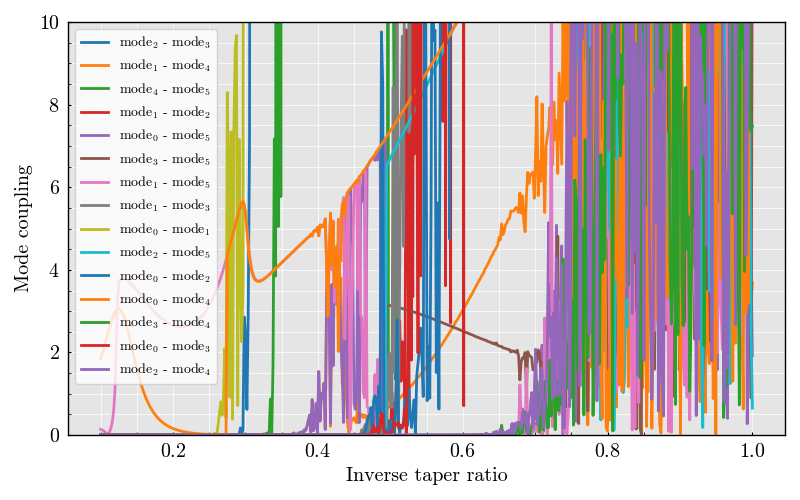 10
8
6
4
2
0
Mode coupling
mode₂ - mode₃
mode₁ - mode₄
mode₄ - mode₅
mode₁ - mode₂
mode₀ - mode₅
mode₃ - mode₅
mode₁ - mode₅
mode₁ - mode₃
mode₀ - mode₁
mode₂ - mode₅
mode₀ - mode₂
mode₀ - mode₄
mode₃ - mode₄
mode₀ - mode₃
mode₂ - mode₄
0.2 0.4 0.6 0.8 1.0
Inverse taper ratio